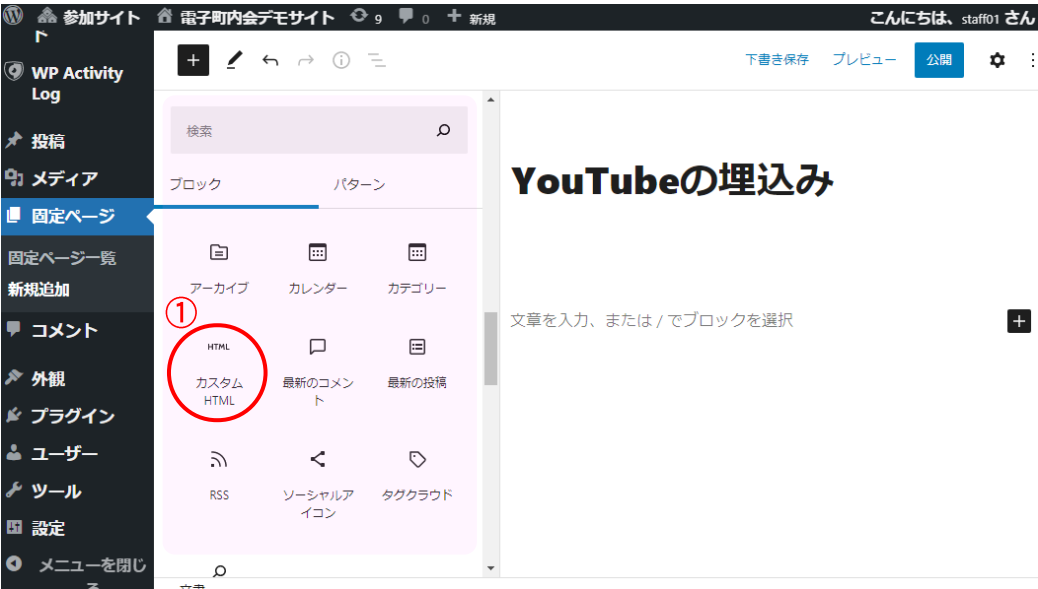 参加サイト 電子町内会デモサイト 9 0 新規 こんにちは、staff01 さん
ト
WP Activity
Log
投稿
メディア
固定ページ
固定ページ一覧
新規追加
コメント
外観
プラグイン
ユーザー
ツール
設定
メニューを閉じ
る
下書き保存 プレビュー 公開
検索
ブロック パターン
アーカイブ カレンダー カテゴリー
①
HTML
カスタム
HTML
最新のコメン
ト
最新の投稿
RSS
ソーシャルア
イコン
タグクラウド
文書
YouTubeの埋込み
文章を入力、または / でブロックを選択